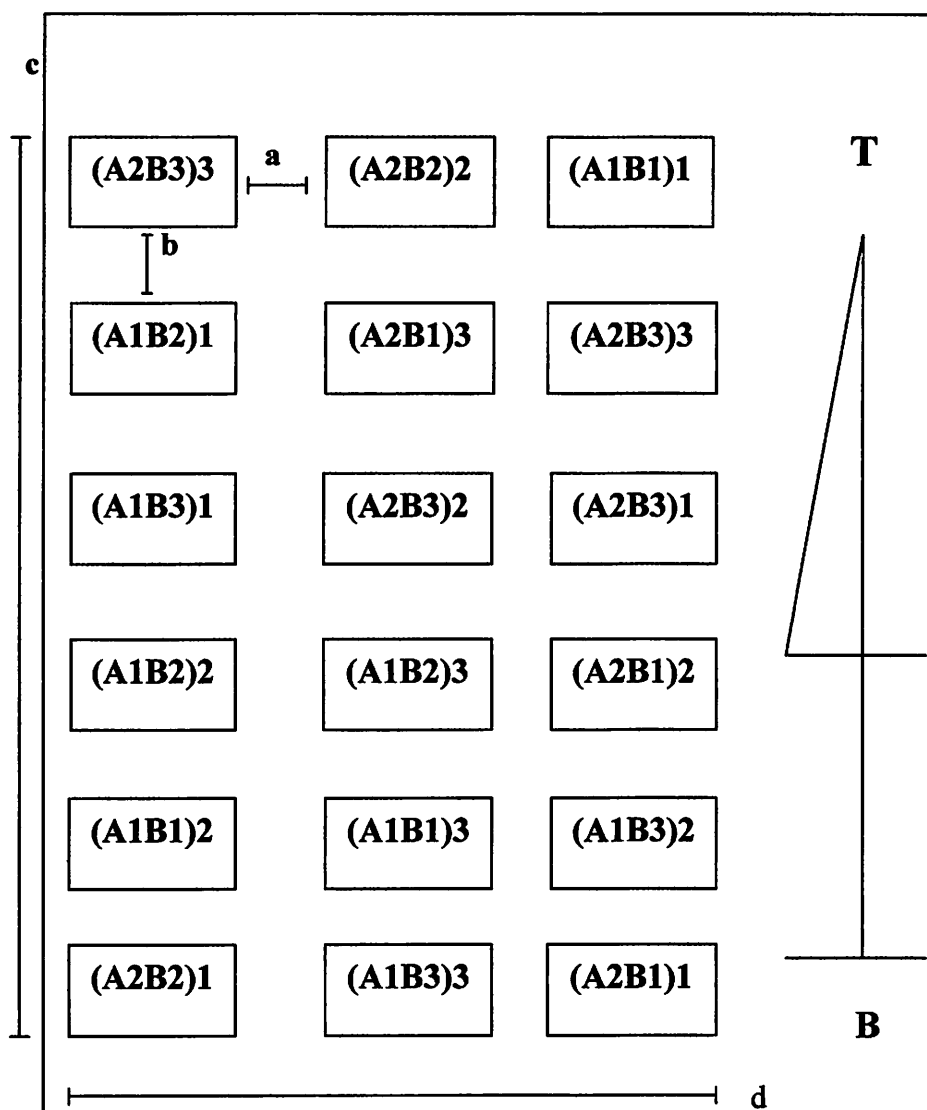 c
(A2B3)3 a (A2B2)2 (A1B1)1 T
b
(A1B2)1 (A2B1)3 (A2B3)3
(A1B3)1 (A2B3)2 (A2B3)1
(A1B2)2 (A1B2)3 (A2B1)2
(A1B1)2 (A1B1)3 (A1B3)2
(A2B2)1 (A1B3)3 (A2B1)1
B
d